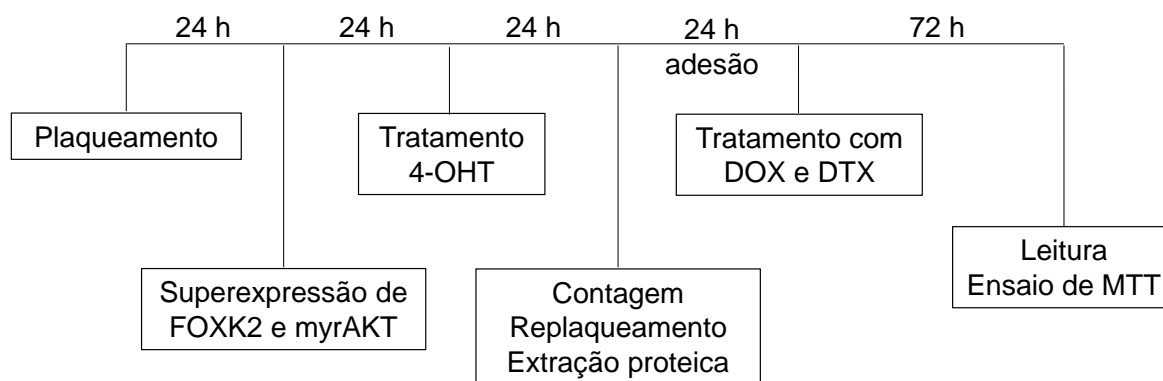 24 h
24 h
24 h
24 h
72 h
adesão
Plaqueamento
Tratamento
4-OHT
Tratamento com
DOX e DTX
Superexpressão de
FOXK2 e myrAKT
Contagem
Replaqueamento
Extração proteica
Leitura
Ensaio de MTT